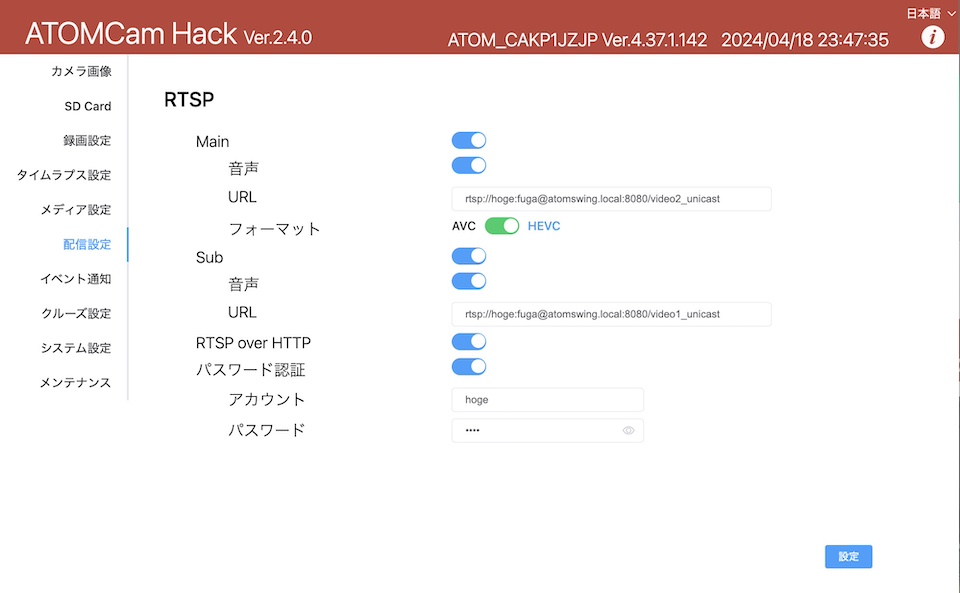 日本語
ATOMCam Hack Ver.2.4.0
ATOM_CAKP1JZJP Ver.4.37.1.142 2024/04/18 23:47:35
i
カメラ画像
SD Card
録画設定
タイムラプス設定
メディア設定
配信設定
イベント通知
クルーズ設定
システム設定
メンテナンス
RTSP
Main
音声
URL rtsp://hoge:fuga@atomswing.local:8080/video2_unicast
フォーマット AVC HEVC
Sub
音声
URL rtsp://hoge:fuga@atomswing.local:8080/video1_unicast
RTSP over HTTP
パスワード認証
アカウント hoge
パスワード ••••
設定